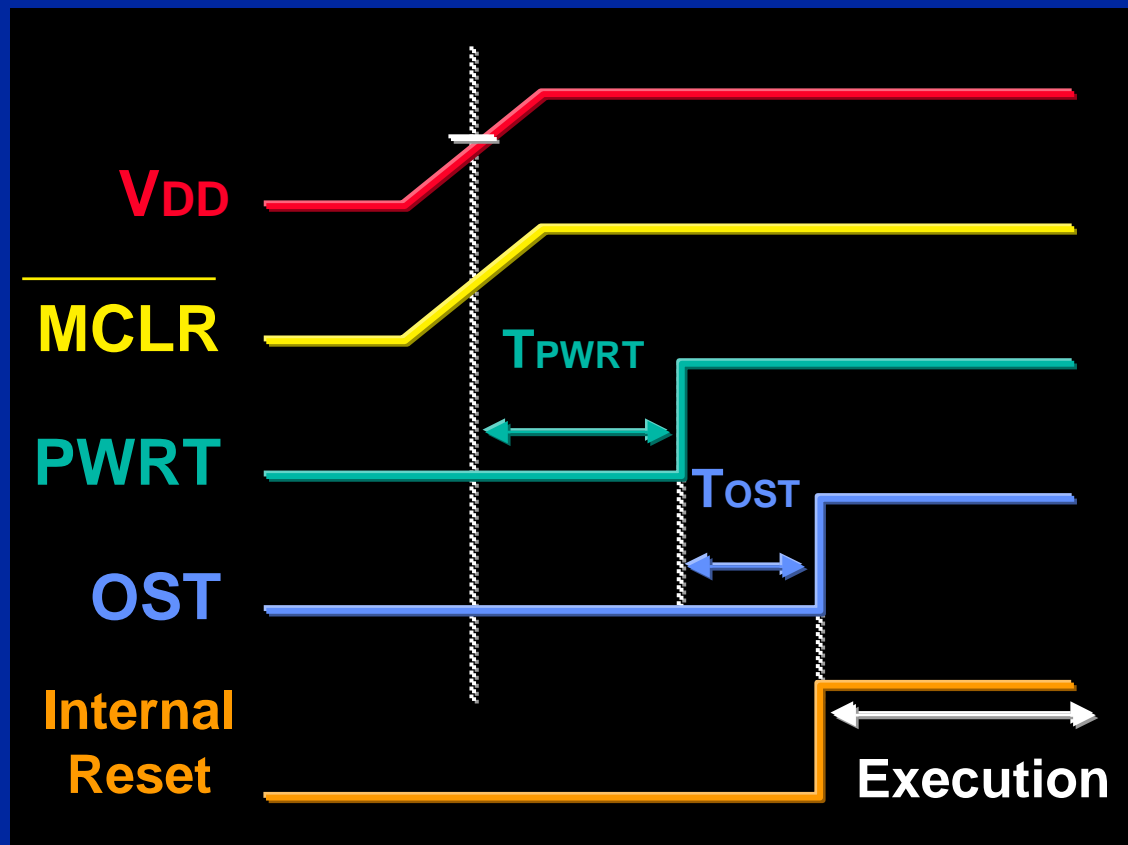 VDD
MCLR
TPWRT
PWRT
TOST
OST
Internal
Reset
Execution